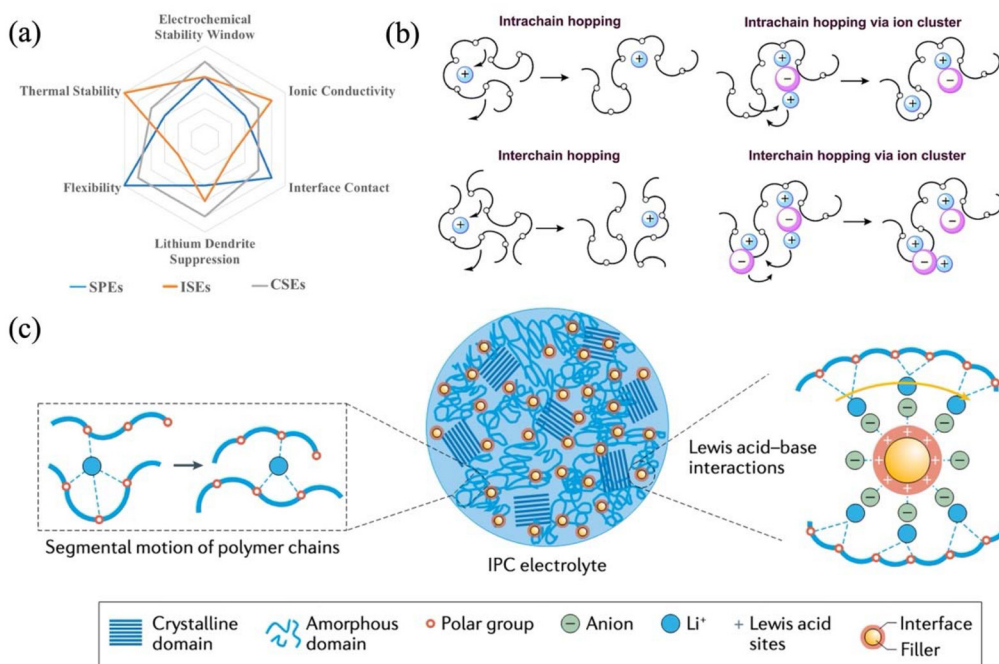 (a)
Electrochemical
Stability Window
Thermal Stability
Ionic Conductivity
Flexibility
Interface Contact
Lithium Dendrite
Suppression
SPEs
ISEs
CSEs
(b)
Intrachain hopping
Intrachain hopping via ion cluster
+
+
+
−
+
+
−
+
Interchain hopping
Interchain hopping via ion cluster
+
+
+
−
+
+
−
+
−
+
−
+
(c)
Segmental motion of polymer chains
IPC electrolyte
Lewis acid–base
interactions
Crystalline
domain
Amorphous
domain
Polar group
− Anion
Li⁺
+ Lewis acid
sites
Interface
Filler